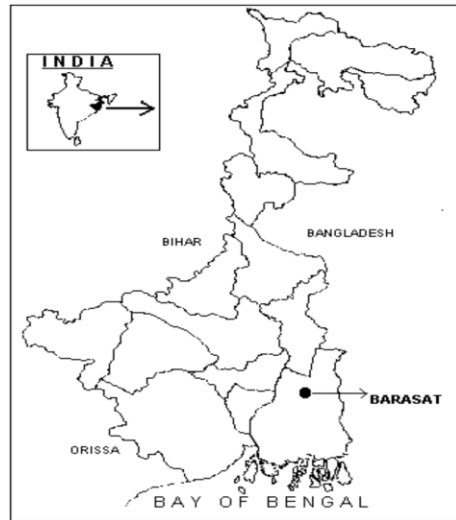 INDIA
BIHAR
BANGLADESH
BARASAT
ORISSA
BAY OF BENGAL